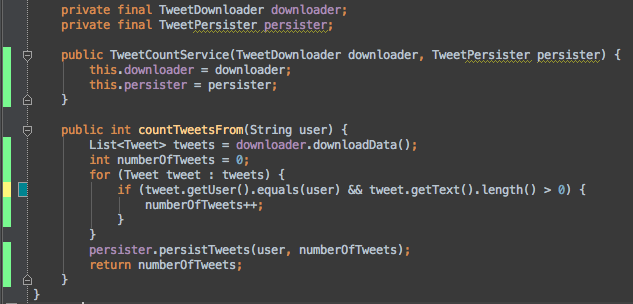 private final TweetDownloader downloader;
private final TweetPersister persister;
public TweetCountService(TweetDownloader downloader, TweetPersister persister) {
this.downloader = downloader;
this.persister = persister;
}
public int countTweetsFrom(String user) {
List<Tweet> tweets = downloader.downloadData();
int numberOfTweets = 0;
for (Tweet tweet : tweets) {
if (tweet.getUser().equals(user) && tweet.getText().length() > 0) {
numberOfTweets++;
}
}
persister.persistTweets(user, numberOfTweets);
return numberOfTweets;
}
}